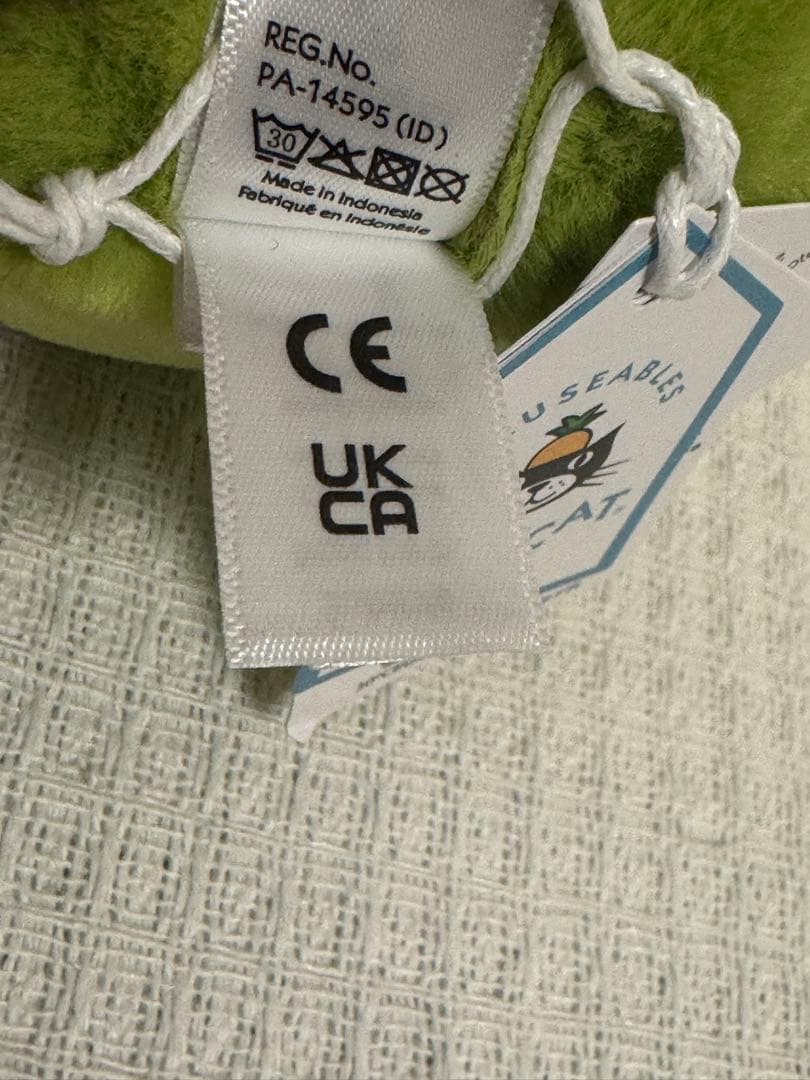 REG.No.
PA-14595 (ID)
30
Made in Indonesia
Fabriqué en Indonésie
CE
UK
CA
USEABLES
CAT